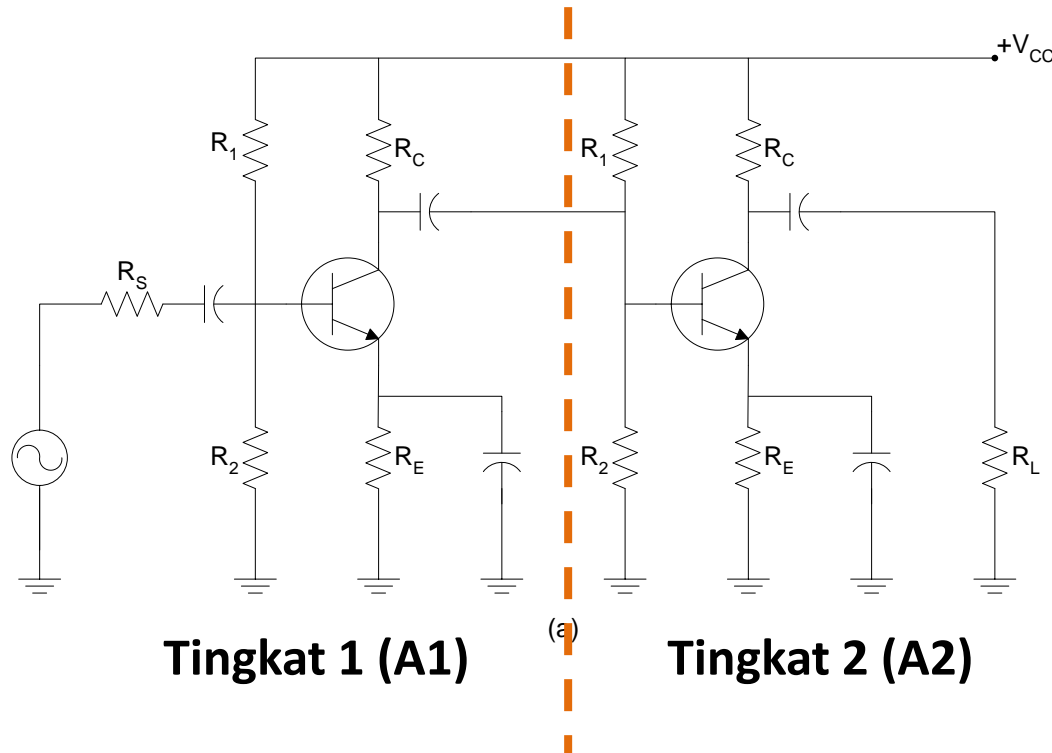 +VCC
R1
RC
R1
RC
RS
R2
RE
R2
RE
RL
(a)
Tingkat 1 (A1)
Tingkat 2 (A2)